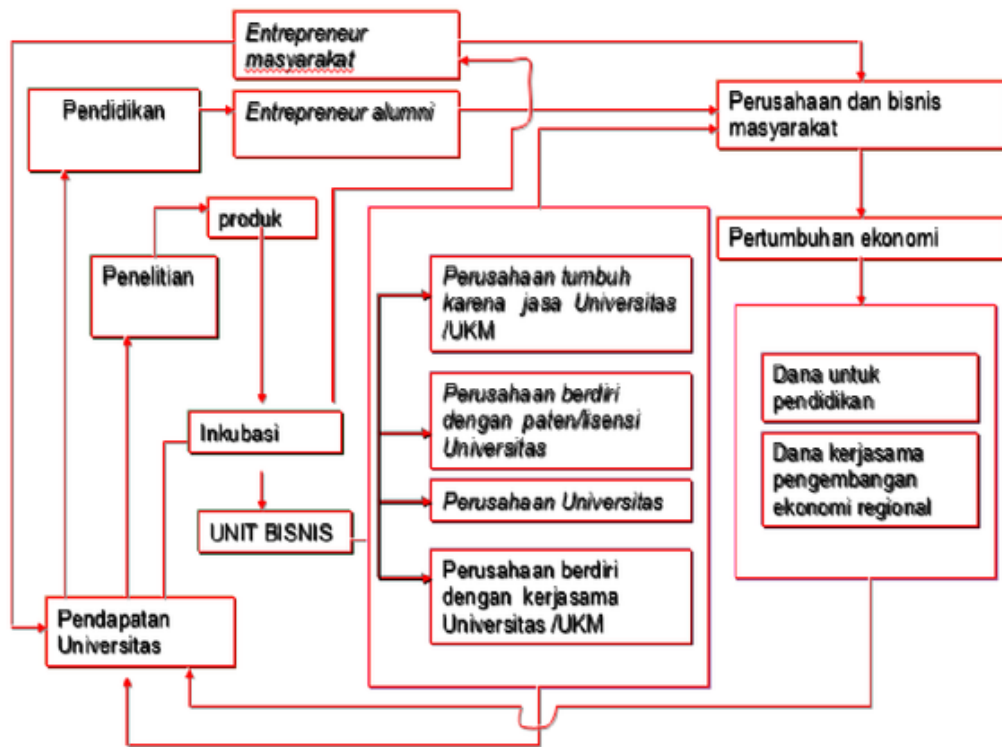 Entrepreneur
masyarakat
Pendidikan
Entrepreneur alumni
Perusahaan dan bisnis
masyarakat
produk
Penelitian
Pertumbuhan ekonomi
Perusahaan tumbuh
karena jasa Universitas
/UKM
Dana untuk
pendidikan
Perusahaan berdiri
dengan paten/lisensi
Universitas
Inkubasi
Dana kerjasama
pengembangan
ekonomi regional
Perusahaan Universitas
UNIT BISNIS
Perusahaan berdiri
dengan kerjasama
Universitas /UKM
Pendapatan
Universitas